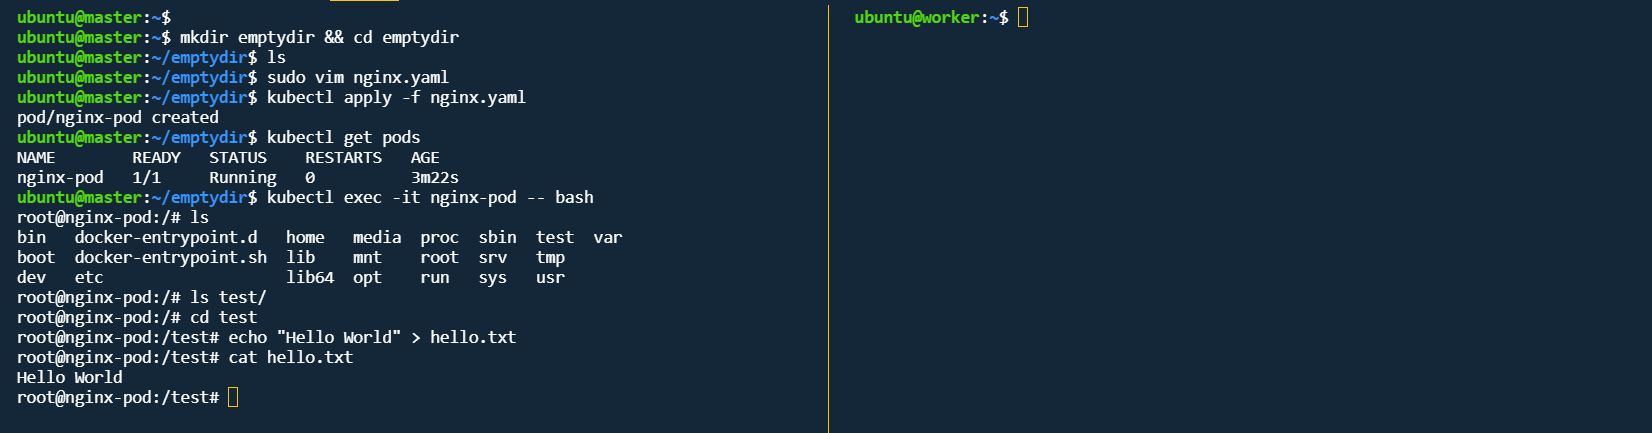 ubuntu@master:~$
ubuntu@master:~$ mkdir emptydir && cd emptydir
ubuntu@master:~/emptydir$ ls
ubuntu@master:~/emptydir$ sudo vim nginx.yaml
ubuntu@master:~/emptydir$ kubectl apply -f nginx.yaml
pod/nginx-pod created
ubuntu@master:~/emptydir$ kubectl get pods
NAME        READY   STATUS    RESTARTS   AGE
nginx-pod   1/1     Running   0          3m22s
ubuntu@master:~/emptydir$ kubectl exec -it nginx-pod -- bash
root@nginx-pod:/# ls
bin   docker-entrypoint.d   home   media  proc  sbin  test  var
boot  docker-entrypoint.sh  lib    mnt    root  srv   tmp
dev   etc                   lib64  opt    run   sys   usr
root@nginx-pod:/# ls test/
root@nginx-pod:/# cd test
root@nginx-pod:/test# echo "Hello World" > hello.txt
root@nginx-pod:/test# cat hello.txt
Hello World
root@nginx-pod:/test#
ubuntu@worker:~$